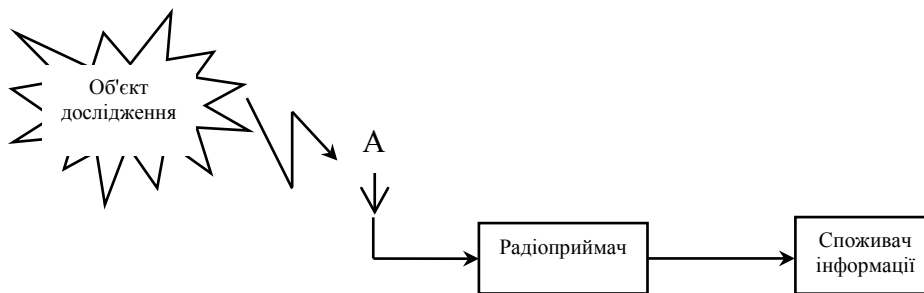 Об'єкт
дослідження
А
Радіоприймач
Споживач
інформації